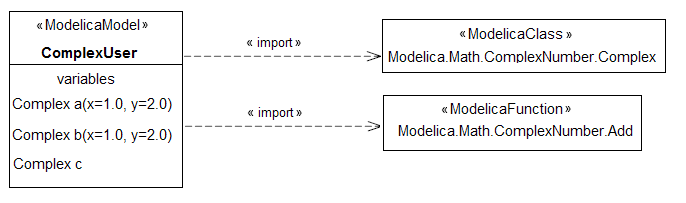 «ModelicaModel»
ComplexUser
variables
Complex a(x=1.0, y=2.0)
Complex b(x=1.0, y=2.0)
Complex c
« import»
« import»
«ModelicaClass»
Modelica.Math.ComplexNumber.Complex
«ModelicaFunction»
Modelica.Math.ComplexNumber.Add